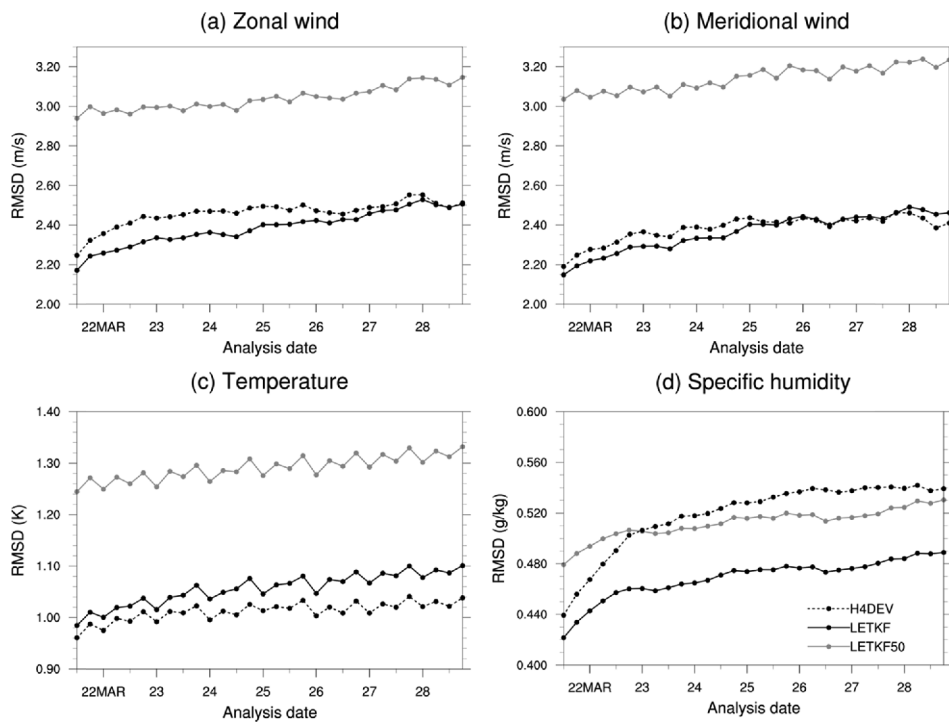 (a) Zonal wind
(b) Meridional wind
3.20
3.00
2.80
2.60
2.40
2.20
2.00
RMSD (m/s)
22MAR 23 24 25 26 27 28
Analysis date
3.20
3.00
2.80
2.60
2.40
2.20
2.00
RMSD (m/s)
22MAR 23 24 25 26 27 28
Analysis date
(c) Temperature
(d) Specific humidity
1.40
1.30
1.20
1.10
1.00
0.90
RMSD (K)
22MAR 23 24 25 26 27 28
Analysis date
0.600
0.560
0.520
0.480
0.440
0.400
RMSD (g/kg)
H4DEV
LETKF
LETKF50
22MAR 23 24 25 26 27 28
Analysis date